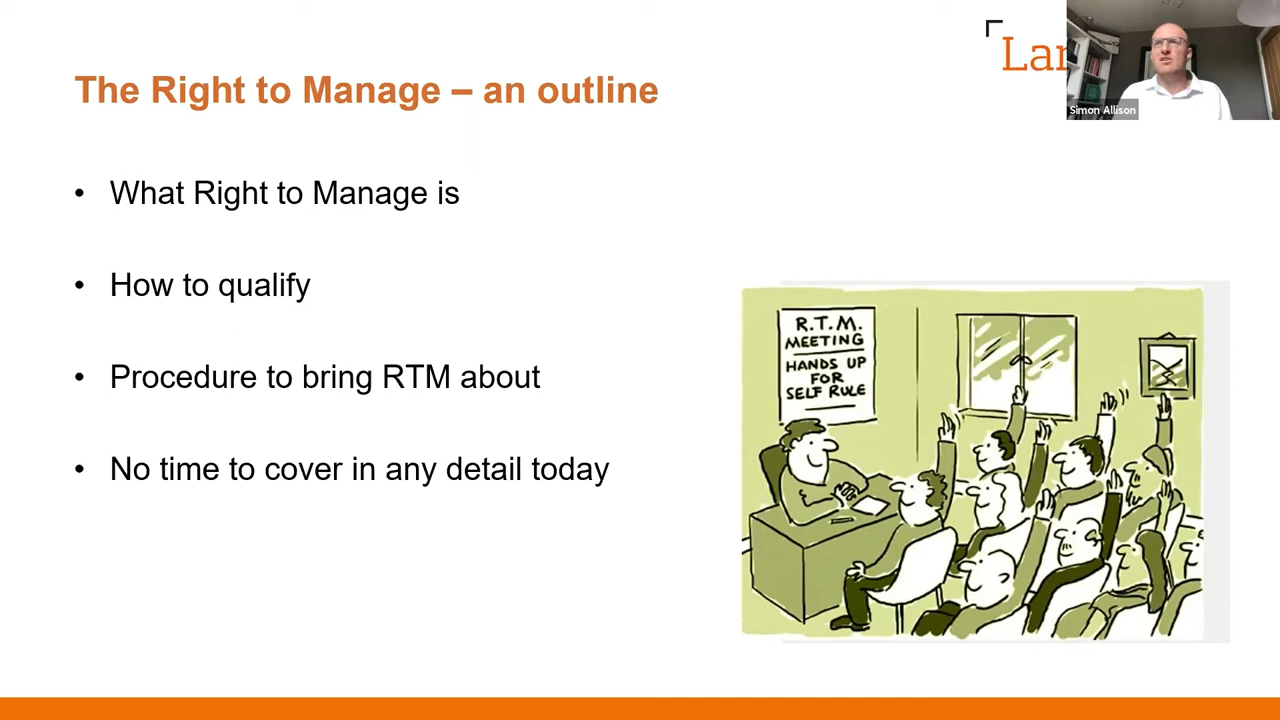 The Right to Manage – an outline
Lan
Simon Allison
• What Right to Manage is
• How to qualify
• Procedure to bring RTM about
• No time to cover in any detail today
R.T.M.
MEETING
HANDS UP
FOR
SELF RULE